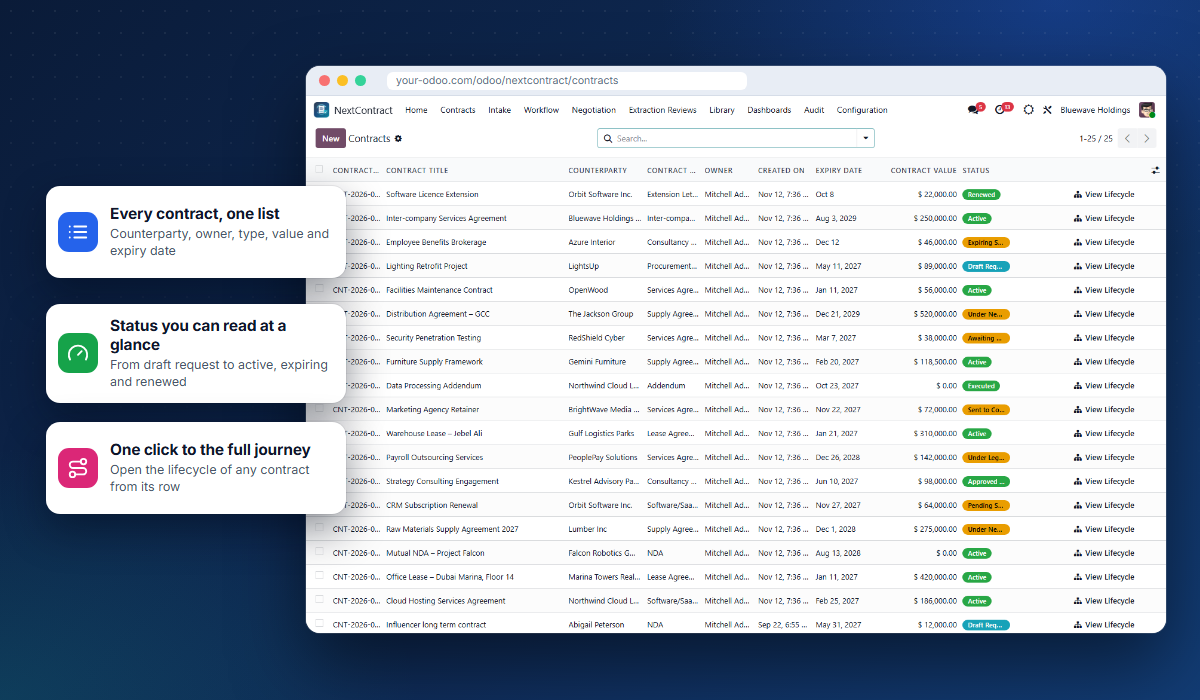 your-odoo.com/odoo/nextcontract/contracts
NextContract Home Contracts Intake Workflow Negotiation Extraction Reviews Library Dashboards Audit Configuration Bluewave Holdings
New Contracts Search... 1-25 / 25
CONTRACT... CONTRACT TITLE COUNTERPARTY CONTRACT ... OWNER CREATED ON EXPIRY DATE CONTRACT VALUE STATUS
T-2026-0... Software Licence Extension Orbit Software Inc. Extension Let... Mitchell Ad... Nov 12, 7:36 ... Oct 8 $ 22,000.00 Renewed View Lifecycle
T-2026-0... Inter-company Services Agreement Bluewave Holdings ... Inter-compa... Mitchell Ad... Nov 12, 7:36 ... Aug 3, 2029 $ 250,000.00 Active View Lifecycle
T-2026-0... Employee Benefits Brokerage Azure Interior Consultancy ... Mitchell Ad... Nov 12, 7:36 ... Dec 12 $ 46,000.00 Expiring S... View Lifecycle
T-2026-0... Lighting Retrofit Project LightsUp Procurement... Mitchell Ad... Nov 12, 7:36 ... May 11, 2027 $ 89,000.00 Draft Req... View Lifecycle
CNT-2026-0... Facilities Maintenance Contract OpenWood Services Agre... Mitchell Ad... Nov 12, 7:36 ... Jan 11, 2027 $ 56,000.00 Active View Lifecycle
T-2026-0... Distribution Agreement – GCC The Jackson Group Supply Agree... Mitchell Ad... Nov 12, 7:36 ... Dec 21, 2029 $ 520,000.00 Under Ne... View Lifecycle
T-2026-0... Security Penetration Testing RedShield Cyber Services Agre... Mitchell Ad... Nov 12, 7:36 ... Mar 7, 2027 $ 38,000.00 Awaiting ... View Lifecycle
T-2026-0... Furniture Supply Framework Gemini Furniture Supply Agree... Mitchell Ad... Nov 12, 7:36 ... Feb 20, 2027 $ 118,500.00 Active View Lifecycle
T-2026-0... Data Processing Addendum Northwind Cloud L... Addendum Mitchell Ad... Nov 12, 7:36 ... Oct 23, 2027 $ 0.00 Executed View Lifecycle
CNT-2026-0... Marketing Agency Retainer BrightWave Media ... Services Agre... Mitchell Ad... Nov 12, 7:36 ... Nov 22, 2027 $ 72,000.00 Sent to Co... View Lifecycle
T-2026-0... Warehouse Lease – Jebel Ali Gulf Logistics Parks Lease Agree... Mitchell Ad... Nov 12, 7:36 ... Jan 21, 2027 $ 310,000.00 Active View Lifecycle
T-2026-0... Payroll Outsourcing Services PeoplePay Solutions Services Agre... Mitchell Ad... Nov 12, 7:36 ... Dec 26, 2028 $ 142,000.00 Under Leg... View Lifecycle
T-2026-0... Strategy Consulting Engagement Kestrel Advisory Pa... Consultancy ... Mitchell Ad... Nov 12, 7:36 ... Jun 10, 2027 $ 98,000.00 Approved ... View Lifecycle
T-2026-0... CRM Subscription Renewal Orbit Software Inc. Software/Saa... Mitchell Ad... Nov 12, 7:36 ... Nov 27, 2027 $ 64,000.00 Pending S... View Lifecycle
CNT-2026-0... Raw Materials Supply Agreement 2027 Lumber Inc Supply Agree... Mitchell Ad... Nov 12, 7:36 ... Dec 1, 2028 $ 275,000.00 Under Ne... View Lifecycle
CNT-2026-0... Mutual NDA – Project Falcon Falcon Robotics G... NDA Mitchell Ad... Nov 12, 7:36 ... Aug 13, 2028 $ 0.00 Active View Lifecycle
CNT-2026-0... Office Lease – Dubai Marina, Floor 14 Marina Towers Real... Lease Agree... Mitchell Ad... Nov 12, 7:36 ... Jan 11, 2027 $ 420,000.00 Active View Lifecycle
CNT-2026-0... Cloud Hosting Services Agreement Northwind Cloud L... Software/Saa... Mitchell Ad... Nov 12, 7:36 ... Feb 25, 2027 $ 186,000.00 Active View Lifecycle
CNT-2026-0... Influencer long term contract Abigail Peterson NDA Mitchell Ad... Sep 22, 6:55 ... May 31, 2027 $ 12,000.00 Draft Req... View Lifecycle
Every contract, one list
Counterparty, owner, type, value and
expiry date
Status you can read at a
glance
From draft request to active, expiring
and renewed
One click to the full journey
Open the lifecycle of any contract
from its row